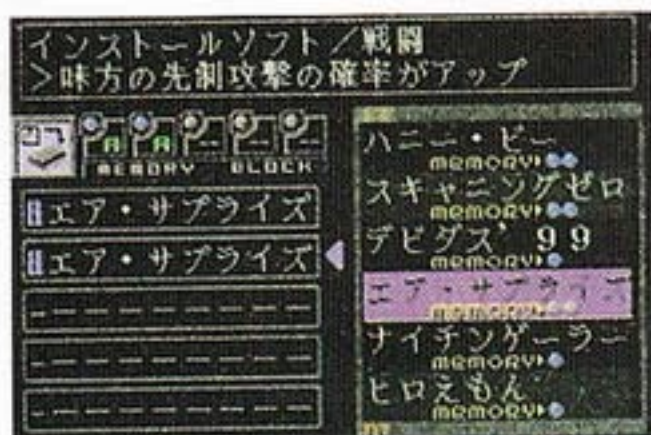 インストールソフト／戦闘
＞味方の先制攻撃の確率がアップ
R R -- -- --
MEMORY BLOCK
エア・サプライズ
エア・サプライズ
----------
----------
----------
ハニー・ビー
MEMORY
スキャニングゼロ
MEMORY
デビダス’９９
MEMORY
エア・サプライズ
MEMORY
ナイチンゲーラー
MEMORY
ヒロえもん
MEMORY